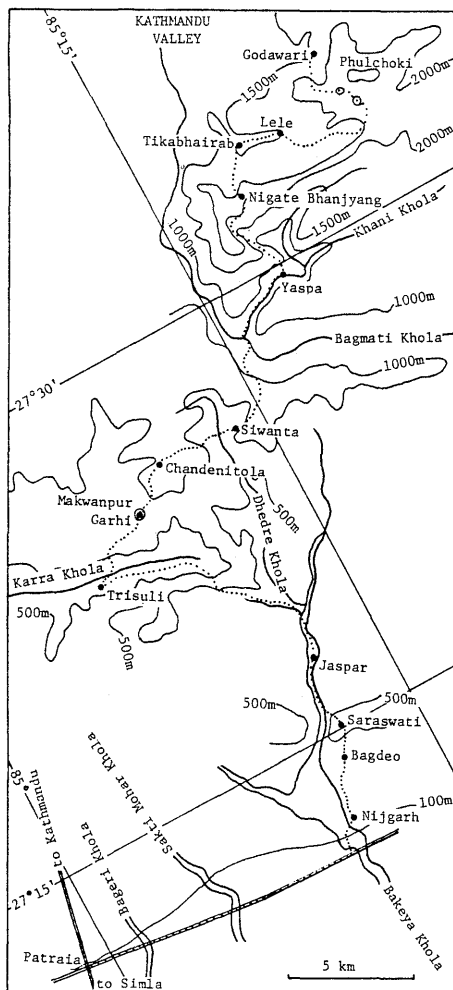 KATHMANDU
VALLEY
85°15'
Godawari
Phulchoki
2000m
1500m
Lele
Tikabhairab
2000m
Nigate Bhanjyang
1000m
1500m
Khani Khola
Yaspa
1000m
Bagmati Khola
1000m
27°30'
Siwanta
Chandenitola
500m
Makwanpur
Garhi
Dhedre Khola
Karra Khola
500m
Trisuli
500m
Jaspar
500m
500m
Saraswati
Bagdeo
85°
to Kathmandu
Bageri Khola
Sakti Mohar Khola
Nijgarh
100m
27°15'
Bakeya Khola
Patraia
to Simla
5 km